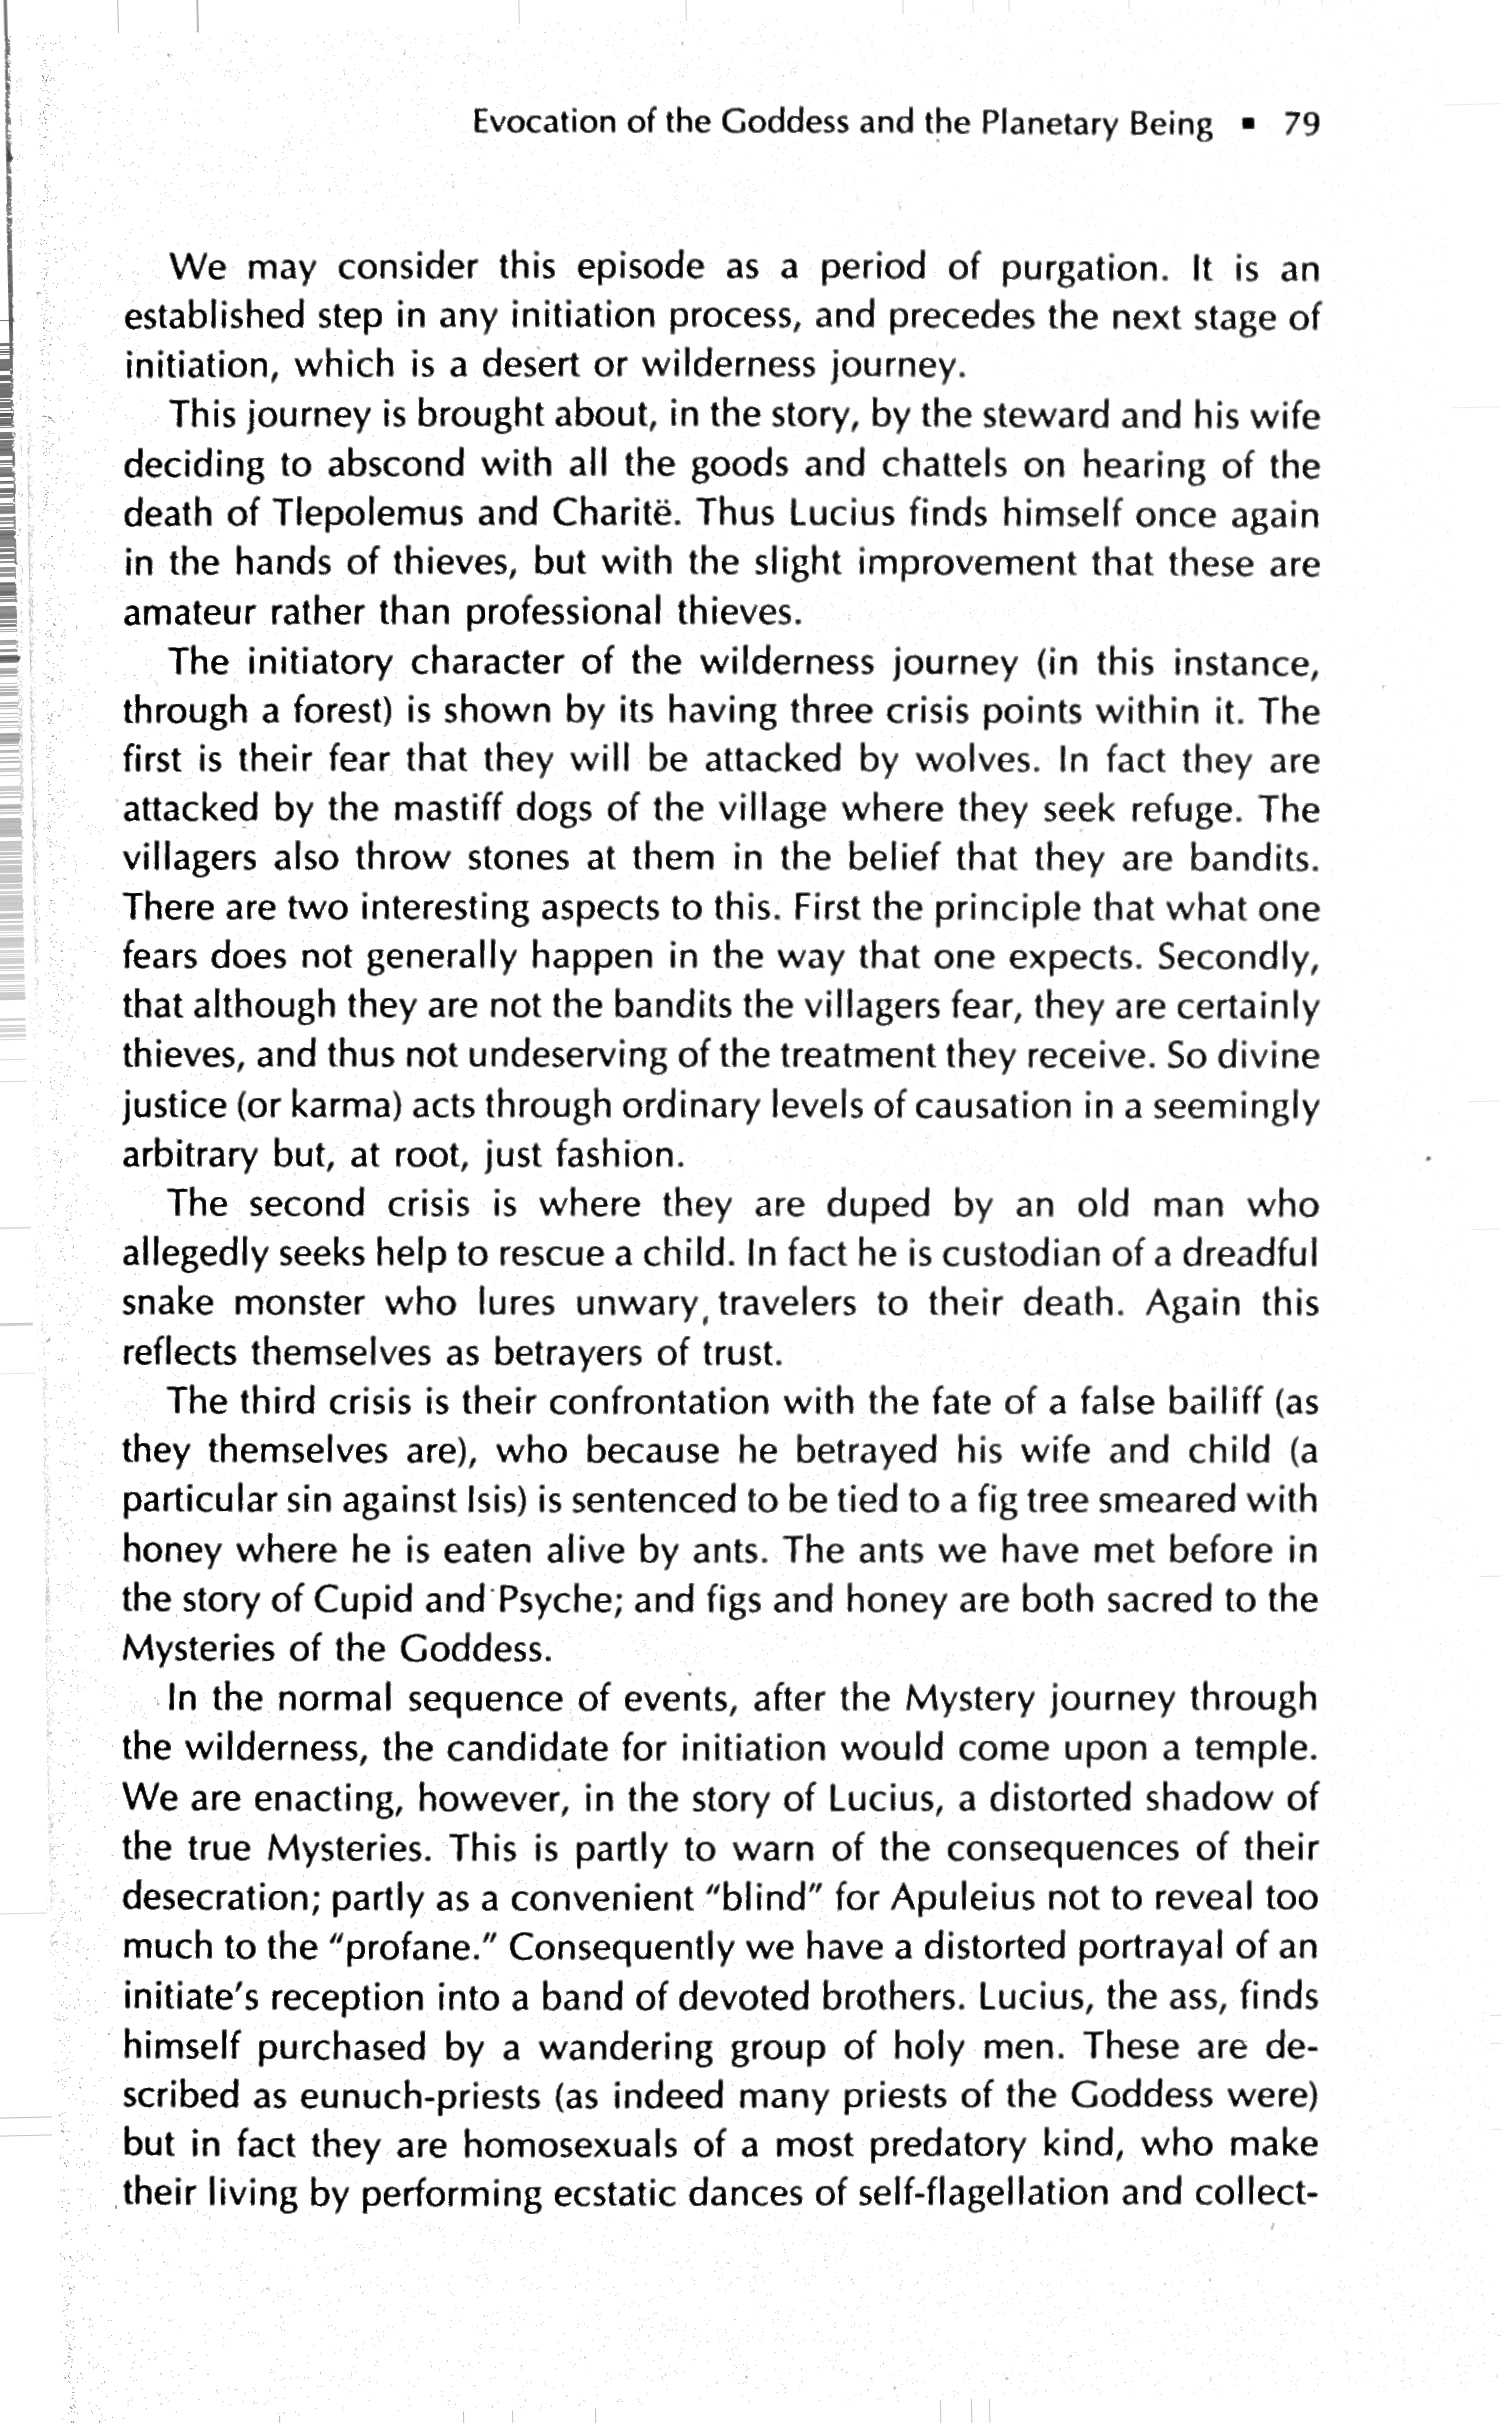 Evocation of the Goddess and the Planetary Being ▪ 79
We may consider this episode as a period of purgation. It is an
established step in any initiation process, and precedes the next stage of
initiation, which is a desert or wilderness journey.
This journey is brought about, in the story, by the steward and his wife
deciding to abscond with all the goods and chattels on hearing of the
death of Tlepolemus and Charitë. Thus Lucius finds himself once again
in the hands of thieves, but with the slight improvement that these are
amateur rather than professional thieves.
The initiatory character of the wilderness journey (in this instance,
through a forest) is shown by its having three crisis points within it. The
first is their fear that they will be attacked by wolves. In fact they are
attacked by the mastiff dogs of the village where they seek refuge. The
villagers also throw stones at them in the belief that they are bandits.
There are two interesting aspects to this. First the principle that what one
fears does not generally happen in the way that one expects. Secondly,
that although they are not the bandits the villagers fear, they are certainly
thieves, and thus not undeserving of the treatment they receive. So divine
justice (or karma) acts through ordinary levels of causation in a seemingly
arbitrary but, at root, just fashion.
The second crisis is where they are duped by an old man who
allegedly seeks help to rescue a child. In fact he is custodian of a dreadful
snake monster who lures unwary travelers to their death. Again this
reflects themselves as betrayers of trust.
The third crisis is their confrontation with the fate of a false bailiff (as
they themselves are), who because he betrayed his wife and child (a
particular sin against Isis) is sentenced to be tied to a fig tree smeared with
honey where he is eaten alive by ants. The ants we have met before in
the story of Cupid and Psyche; and figs and honey are both sacred to the
Mysteries of the Goddess.
In the normal sequence of events, after the Mystery journey through
the wilderness, the candidate for initiation would come upon a temple.
We are enacting, however, in the story of Lucius, a distorted shadow of
the true Mysteries. This is partly to warn of the consequences of their
desecration; partly as a convenient "blind" for Apuleius not to reveal too
much to the "profane." Consequently we have a distorted portrayal of an
initiate's reception into a band of devoted brothers. Lucius, the ass, finds
himself purchased by a wandering group of holy men. These are de-
scribed as eunuch-priests (as indeed many priests of the Goddess were)
but in fact they are homosexuals of a most predatory kind, who make
their living by performing ecstatic dances of self-flagellation and collect-